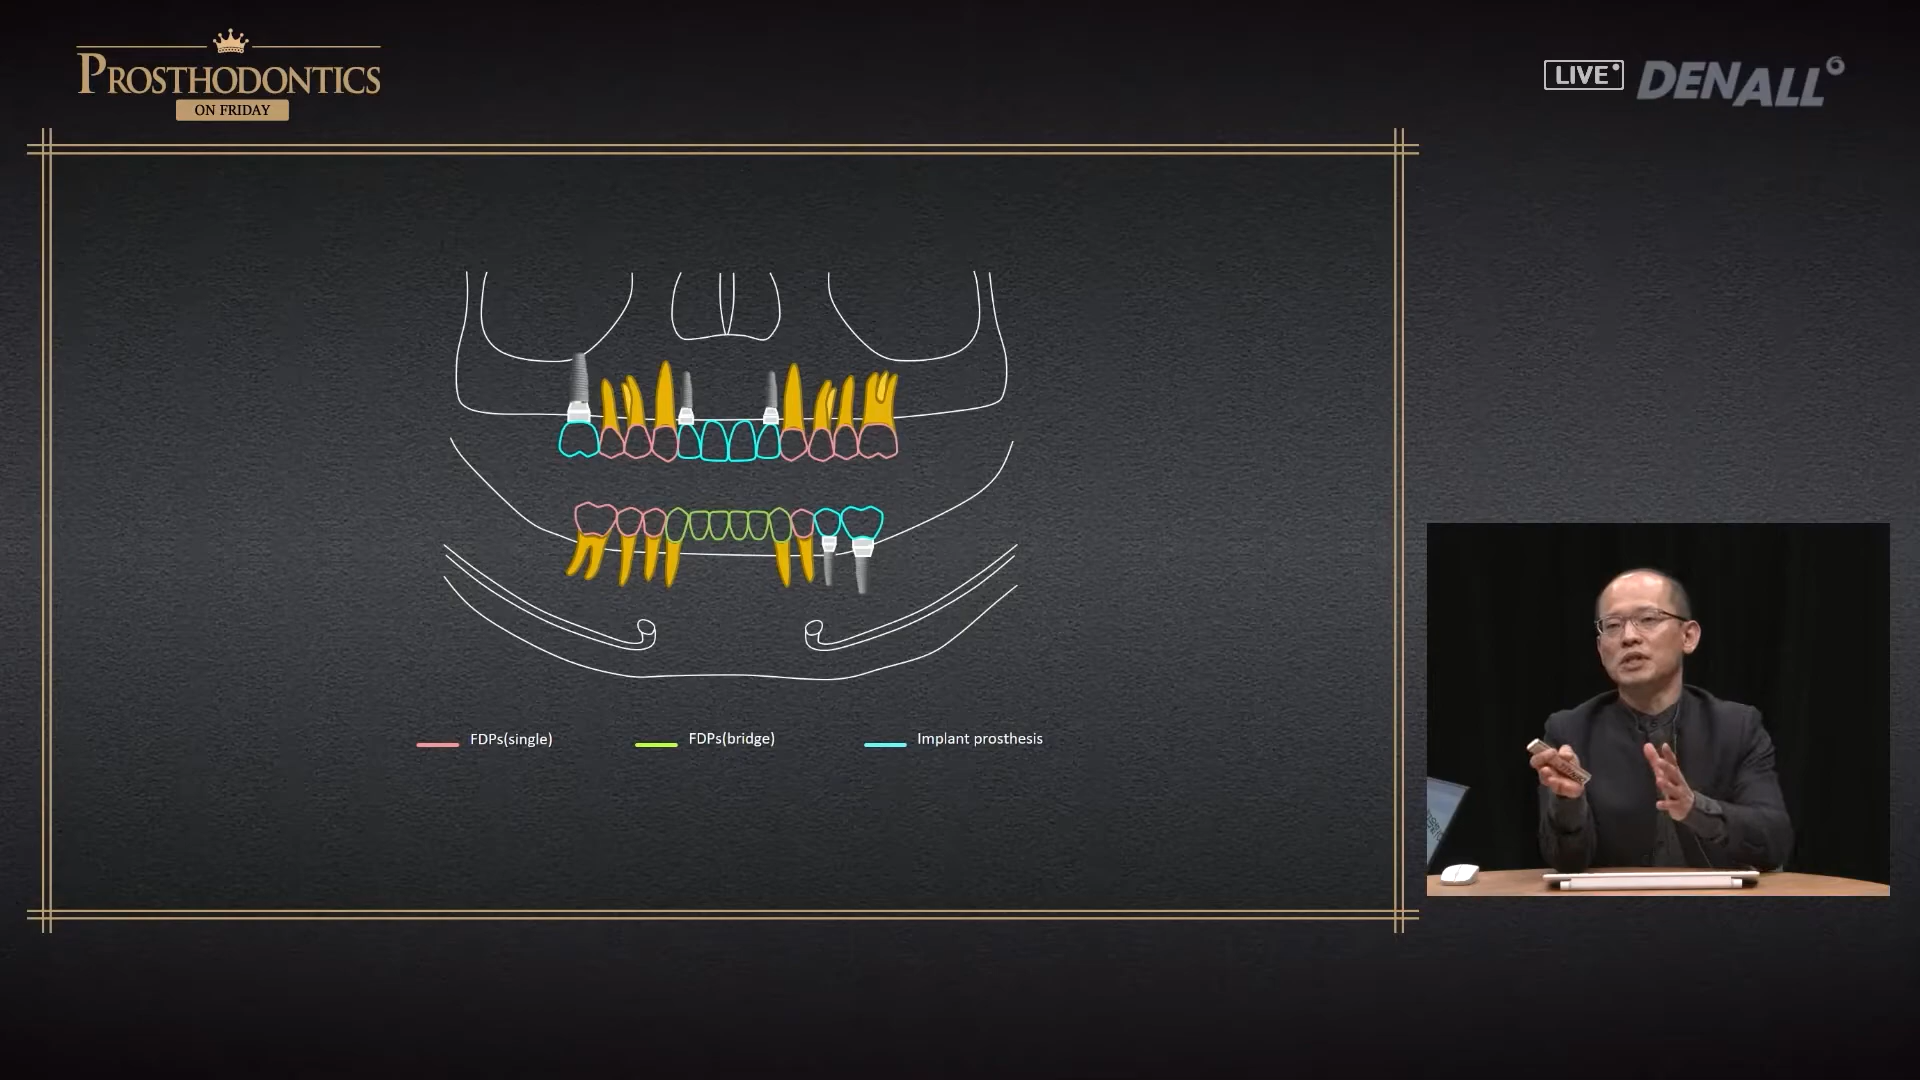 PROSTHODONTICS
ON FRIDAY
LIVE
DENALL
FDPs(single)
FDPs(bridge)
Implant prosthesis